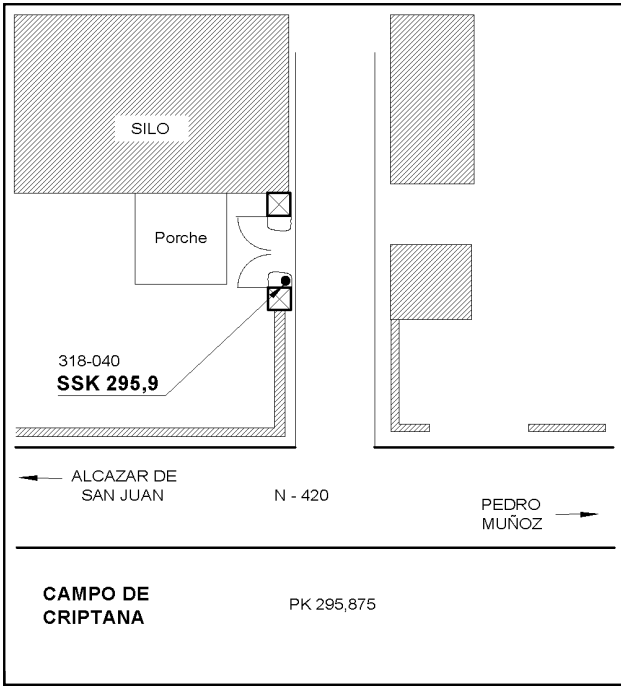 SILO
Porche
318-040
SSK 295,9
ALCAZAR DE
SAN JUAN
N - 420
PEDRO
MUÑOZ
CAMPO DE
CRIPTANA
PK 295,875